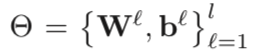 Θ = {W^ℓ, b^ℓ}_{ℓ=1}^l